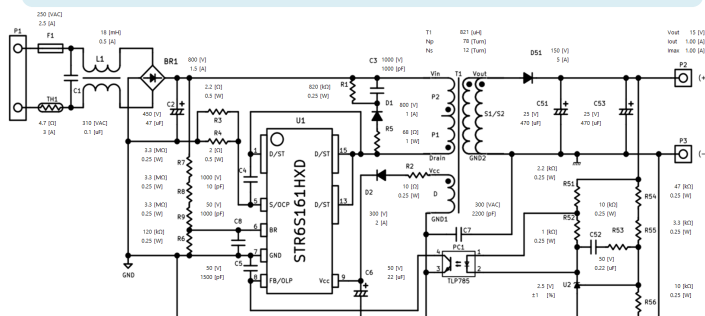 250 [VAC]
2.5 [A]
P1
F1
18 [mH]
0.5 [A]
L1
C1
TH1
4.7 [Ω]
3 [A]
310 [VAC]
0.1 [uF]
BR1
800 [V]
1.5 [A]
C2
450 [V]
47 [uF]
2.2 [Ω]
0.5 [W]
R3
R4
2 [Ω]
0.5 [W]
3.3 [MΩ]
0.25 [W]
R7
3.3 [MΩ]
0.25 [W]
R8
3.3 [MΩ]
0.25 [W]
R9
120 [kΩ]
0.25 [W]
R6
GND
C4
1000 [V]
10 [pF]
50 [V]
1000 [pF]
C8
C5
50 [V]
1500 [pF]
U1
STR6S161HXD
1
D/ST
5
S/OCP
6
BR
7
GND
8
FB/OLP
15
D/ST
13
D/ST
9
Vcc
620 [kΩ]
0.25 [W]
R1
C3
1000 [V]
1000 [pF]
D1
800 [V]
1 [A]
R5
68 [Ω]
1 [W]
R2
10 [Ω]
0.25 [W]
D2
300 [V]
2 [A]
C6
50 [V]
22 [uF]
T1
821 [uH]
Np
78 [Turn]
Ns
12 [Turn]
Vin
T1
Vout
P2
P1
S1/S2
Drain
GND2
Vcc
D
GND1
300 [VAC]
2200 [pF]
C7
PC1
4
3
1
2
TLP785
D51
150 [V]
5 [A]
C51
25 [V]
470 [uF]
C53
25 [V]
470 [uF]
Vout
15 [V]
Iout
1.00 [A]
Imax
1.00 [A]
P2
(+
P3
(-
2.2 [kΩ]
0.25 [W]
R51
R52
10 [kΩ]
0.25 [W]
1 [kΩ]
0.25 [W]
C52
R53
50 [V]
0.22 [uF]
R54
47 [kΩ]
0.25 [W]
R55
3.3 [kΩ]
0.25 [W]
2.5 [V]
±1 [%]
U2
R56
10 [kΩ]
0.25 [W]